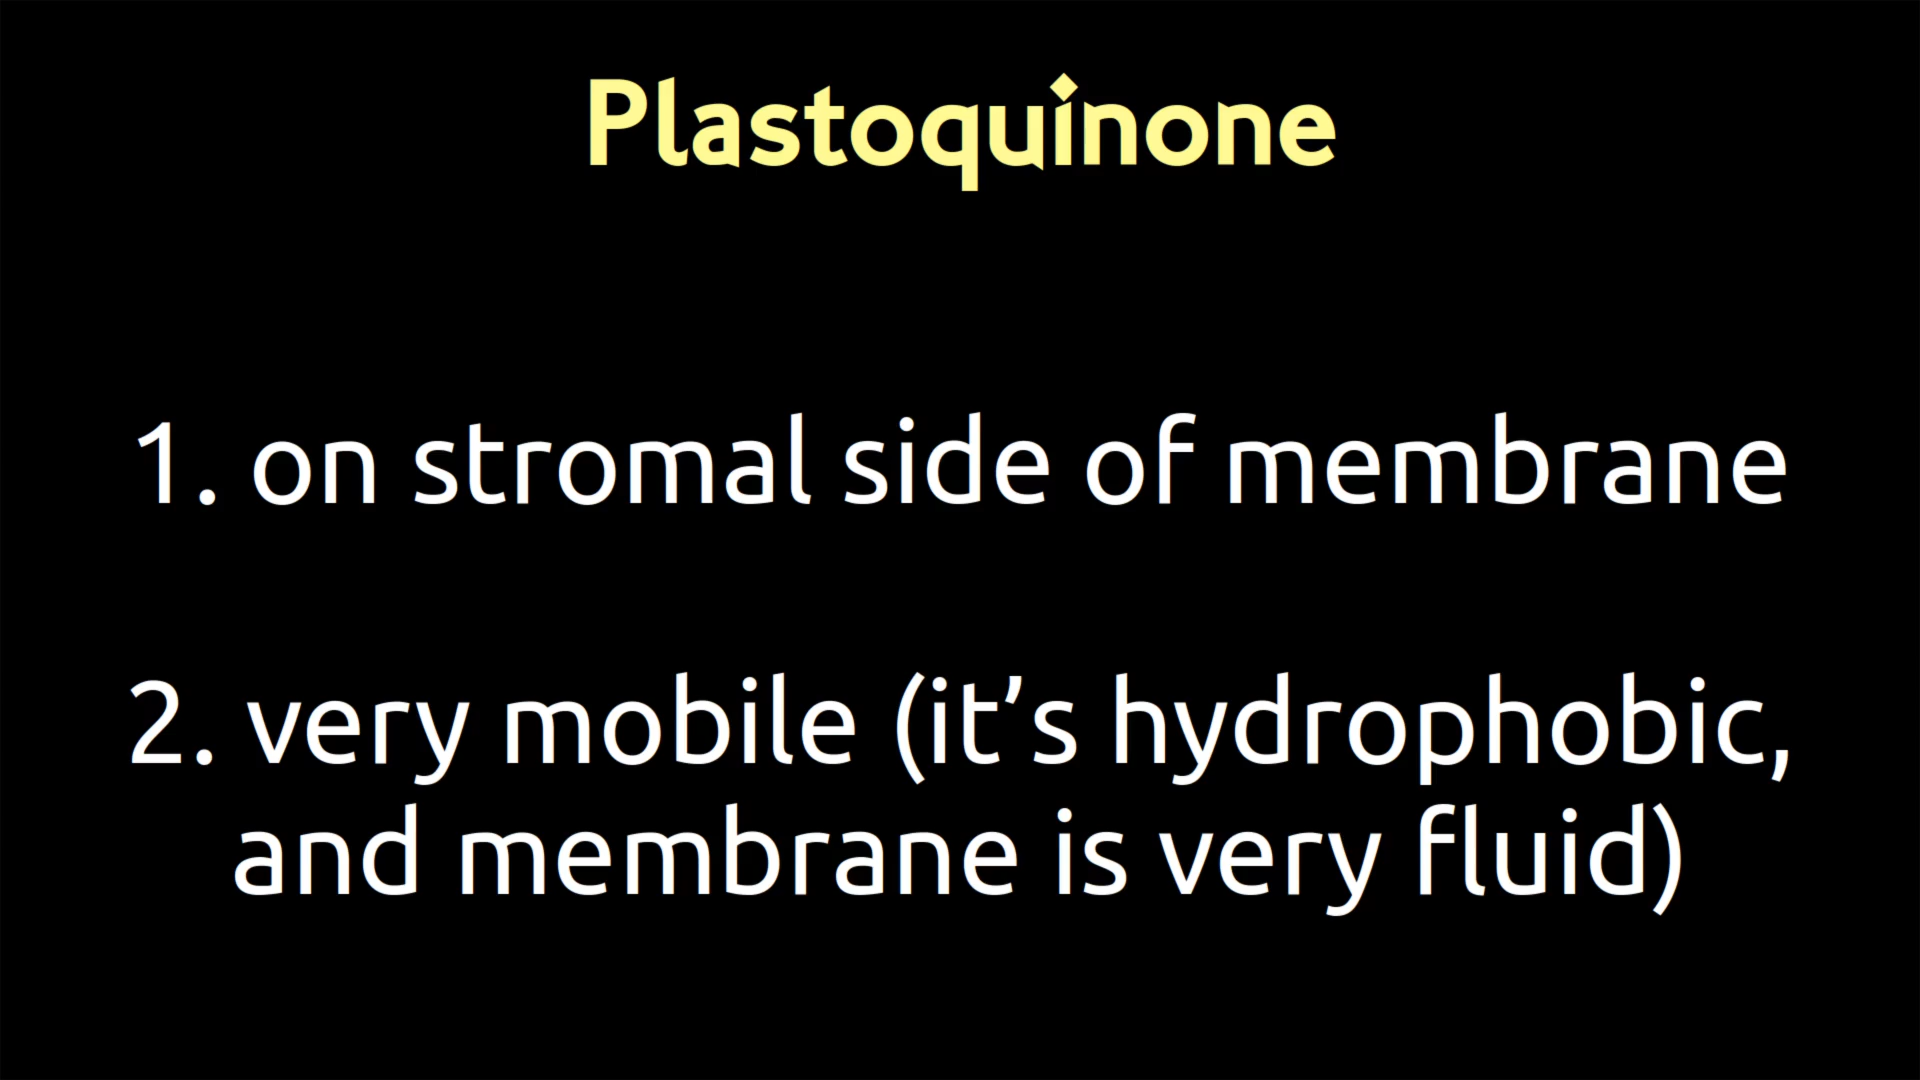 Plastoquinone
1. on stromal side of membrane
2. very mobile (it’s hydrophobic,
and membrane is very fluid)